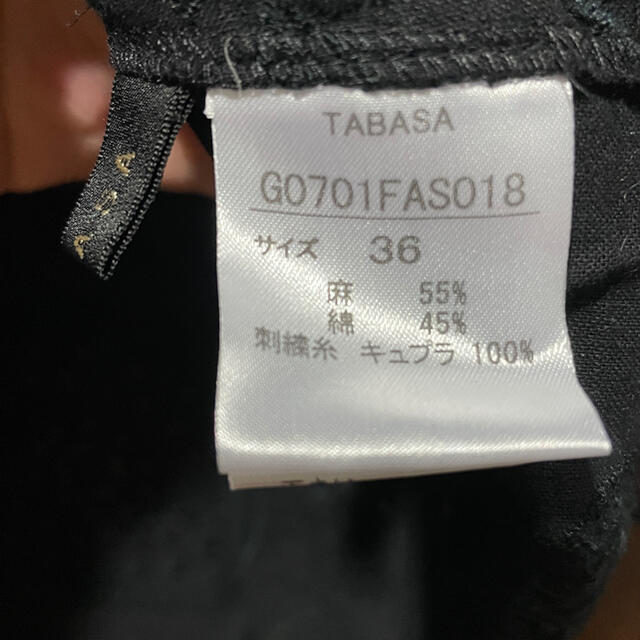 TABASA
G0701FAS018
サイズ 36
麻 55%
綿 45%
刺繍糸 キュプラ 100%